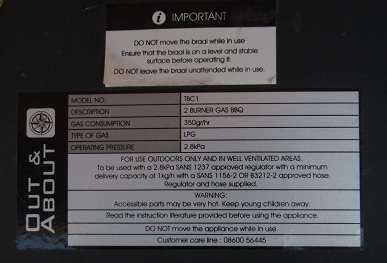 i IMPORTANT
DO NOT move the braai while in use
Ensure that the braai is on a level and stable
surface before operating it
DO NOT leave the braai unattended while in use.
OUT & ABOUT
MODEL NO: TBC1
DESCRIPTION 2 BURNER GAS BBQ
GAS CONSUMPTION 350gr/hr
TYPE OF GAS LPG
OPERATING PRESSURE 2.8kPa
FOR USE OUTDOORS ONLY AND IN WELL VENTILATED AREAS.
To be used with a 2.8kPa SANS 1237 approved regulator with a minimum
delivery capacity of 1kg/h with a SANS 1156-2 OR BS3212-2 approved hose.
Regulator and hose supplied.
WARNING:
Accessible parts may be very hot. Keep young children away.
Read the instruction literature provided before using the appliance.
DO NOT move the appliance while in use.
Customer care line : 08600 56445